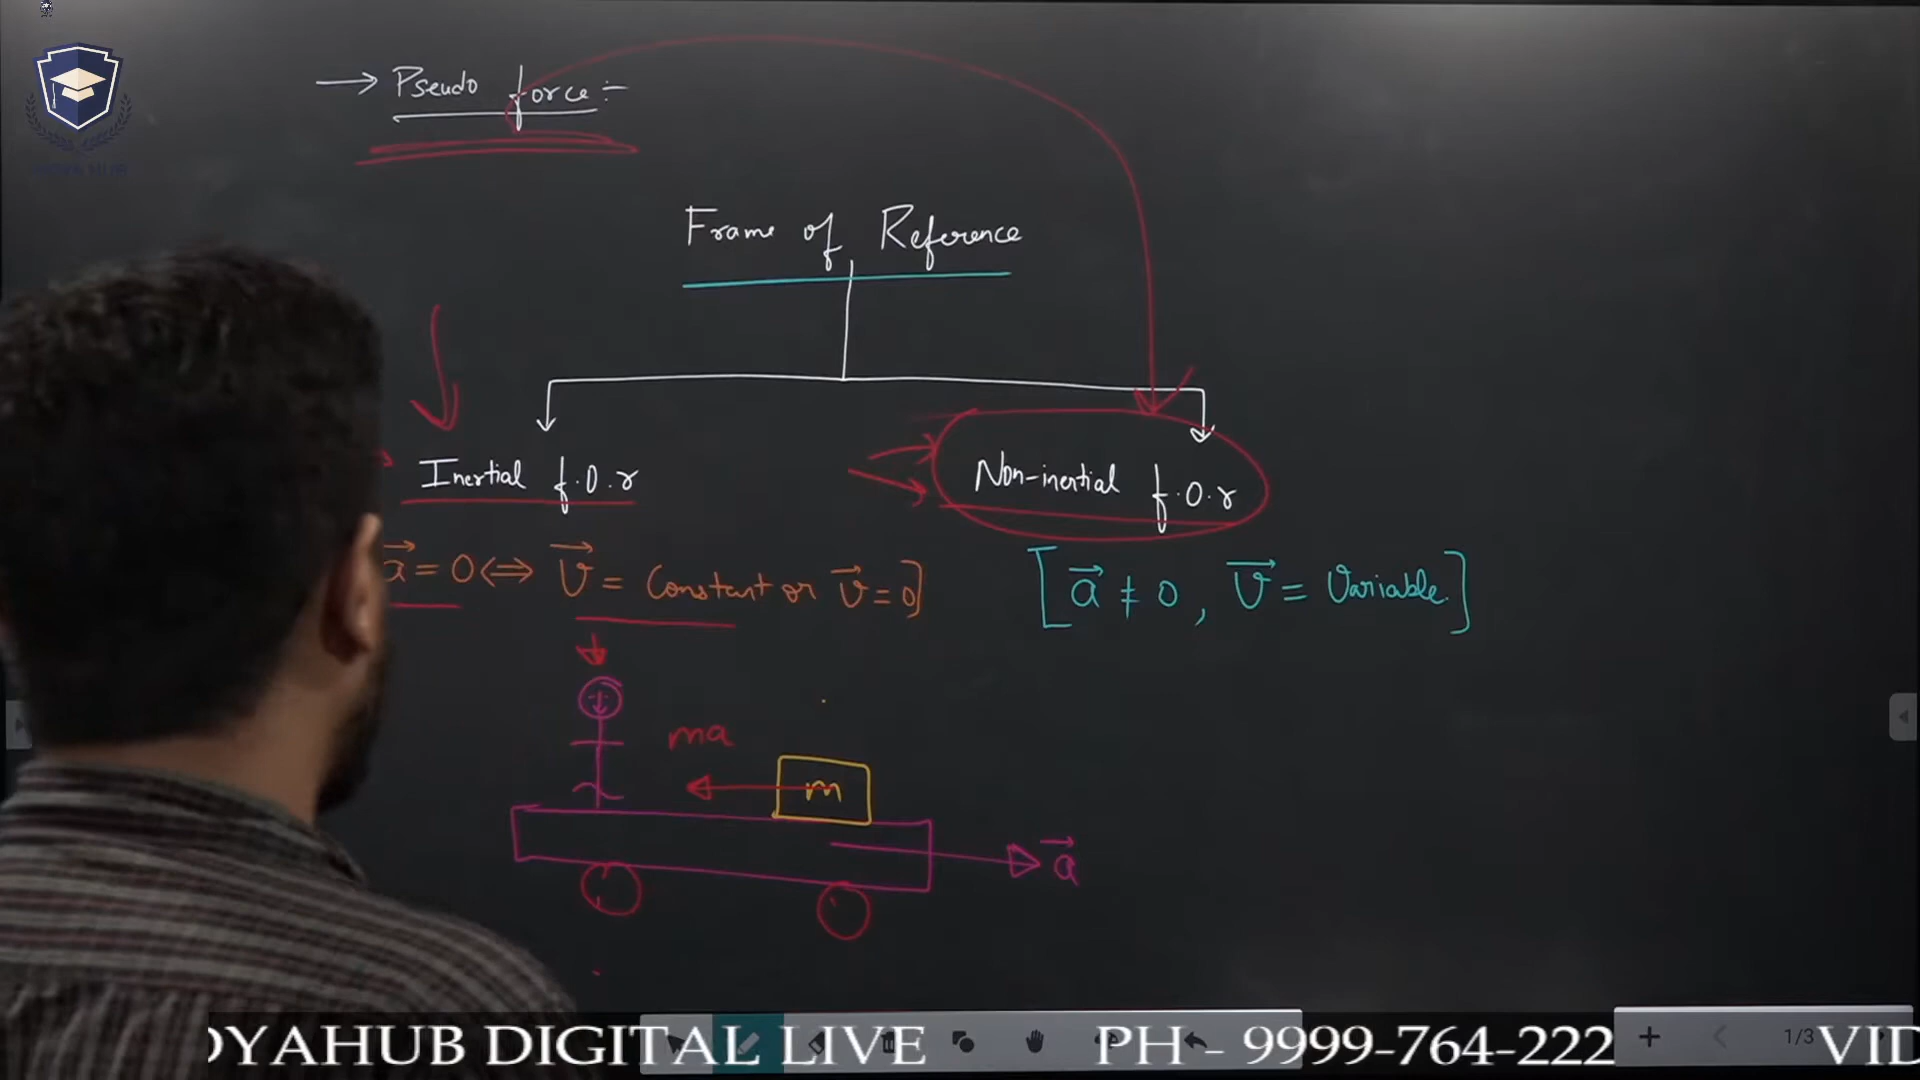 → Pseudo force :-
Frame of Reference
Inertial f.o.r
Non-inertial f.o.r
a⃗ = 0 ⇔ v⃗ = Constant or v⃗ = 0]
[a⃗ ≠ 0, v⃗ = Variable.]
ma
m
a⃗
DYAHUB DIGITAL LIVE PH - 9999-764-222 VID
1/3